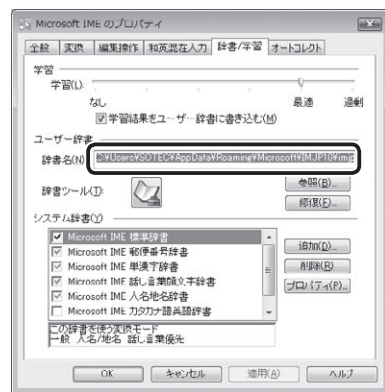 Microsoft IME のプロパティ
全般 変換 編集操作 和英混在入力 辞書/学習 オートコレクト
学習
学習(L):
なし 最適 過剰
学習結果をユーザー辞書に書き込む(M)
ユーザー辞書
辞書名(N)
C:¥Users¥SOTEC¥AppData¥Roaming¥Microsoft¥IMJP10¥imj
参照(B)...
辞書ツール(T):
修復(E)...
システム辞書(Y)
Microsoft IME 標準辞書
Microsoft IME 郵便番号辞書
Microsoft IME 単漢字辞書
Microsoft IME 話し言葉顔文字辞書
Microsoft IME 人名地名辞書
Microsoft IME カタカナ語英語辞書
追加(D)...
削除(R)
プロパティ(P)...
この辞書を使う変換モード
一般 人名/地名 話し言葉優先
OK キャンセル 適用(A) ヘルプ